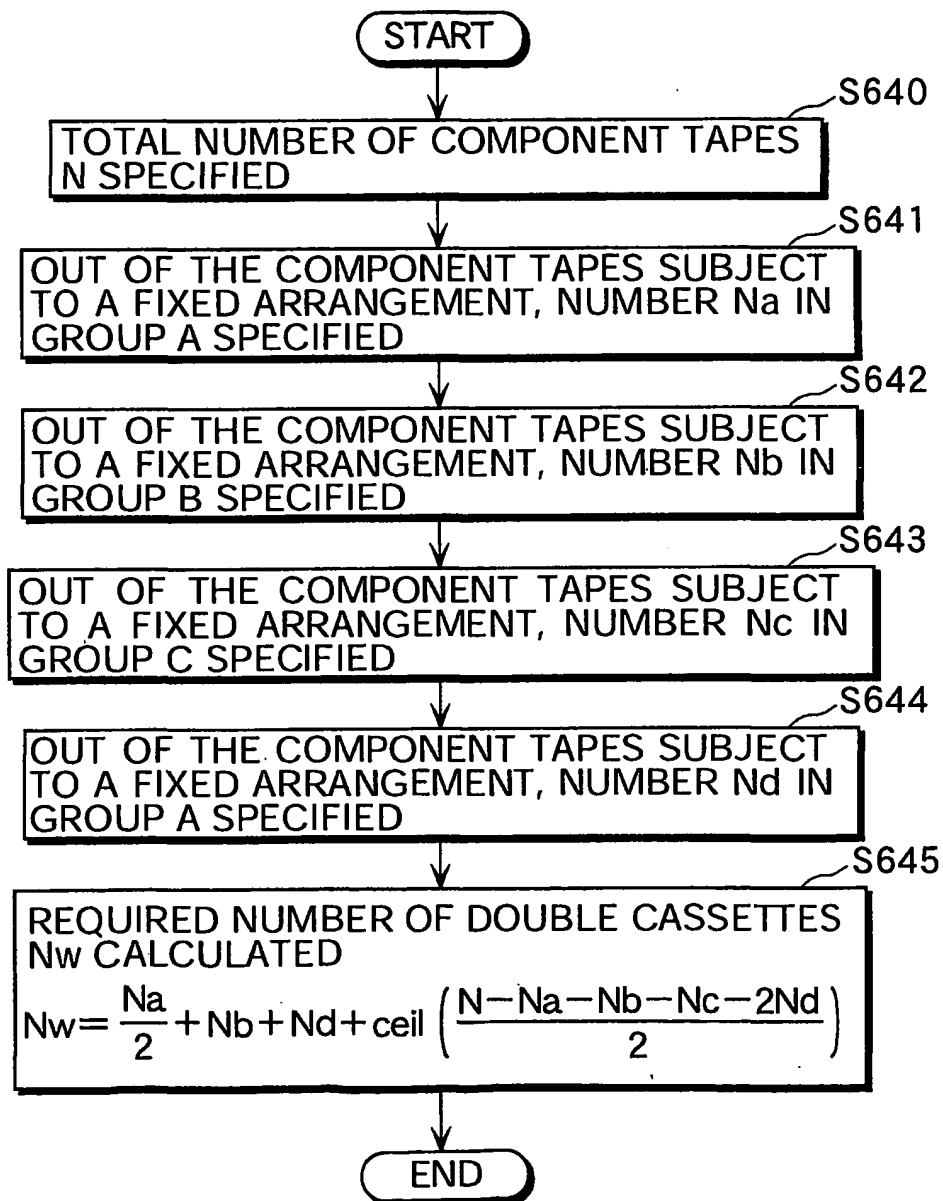 START
S640
TOTAL NUMBER OF COMPONENT TAPES
N SPECIFIED
S641
OUT OF THE COMPONENT TAPES SUBJECT
TO A FIXED ARRANGEMENT, NUMBER Na IN
GROUP A SPECIFIED
S642
OUT OF THE COMPONENT TAPES SUBJECT
TO A FIXED ARRANGEMENT, NUMBER Nb IN
GROUP B SPECIFIED
S643
OUT OF THE COMPONENT TAPES SUBJECT
TO A FIXED ARRANGEMENT, NUMBER Nc IN
GROUP C SPECIFIED
S644
OUT OF THE COMPONENT TAPES SUBJECT
TO A FIXED ARRANGEMENT, NUMBER Nd IN
GROUP A SPECIFIED
S645
REQUIRED NUMBER OF DOUBLE CASSETTES
Nw CALCULATED
Nw = Na/2 + Nb + Nd + ceil ( (N−Na−Nb−Nc−2Nd)/2 )
END